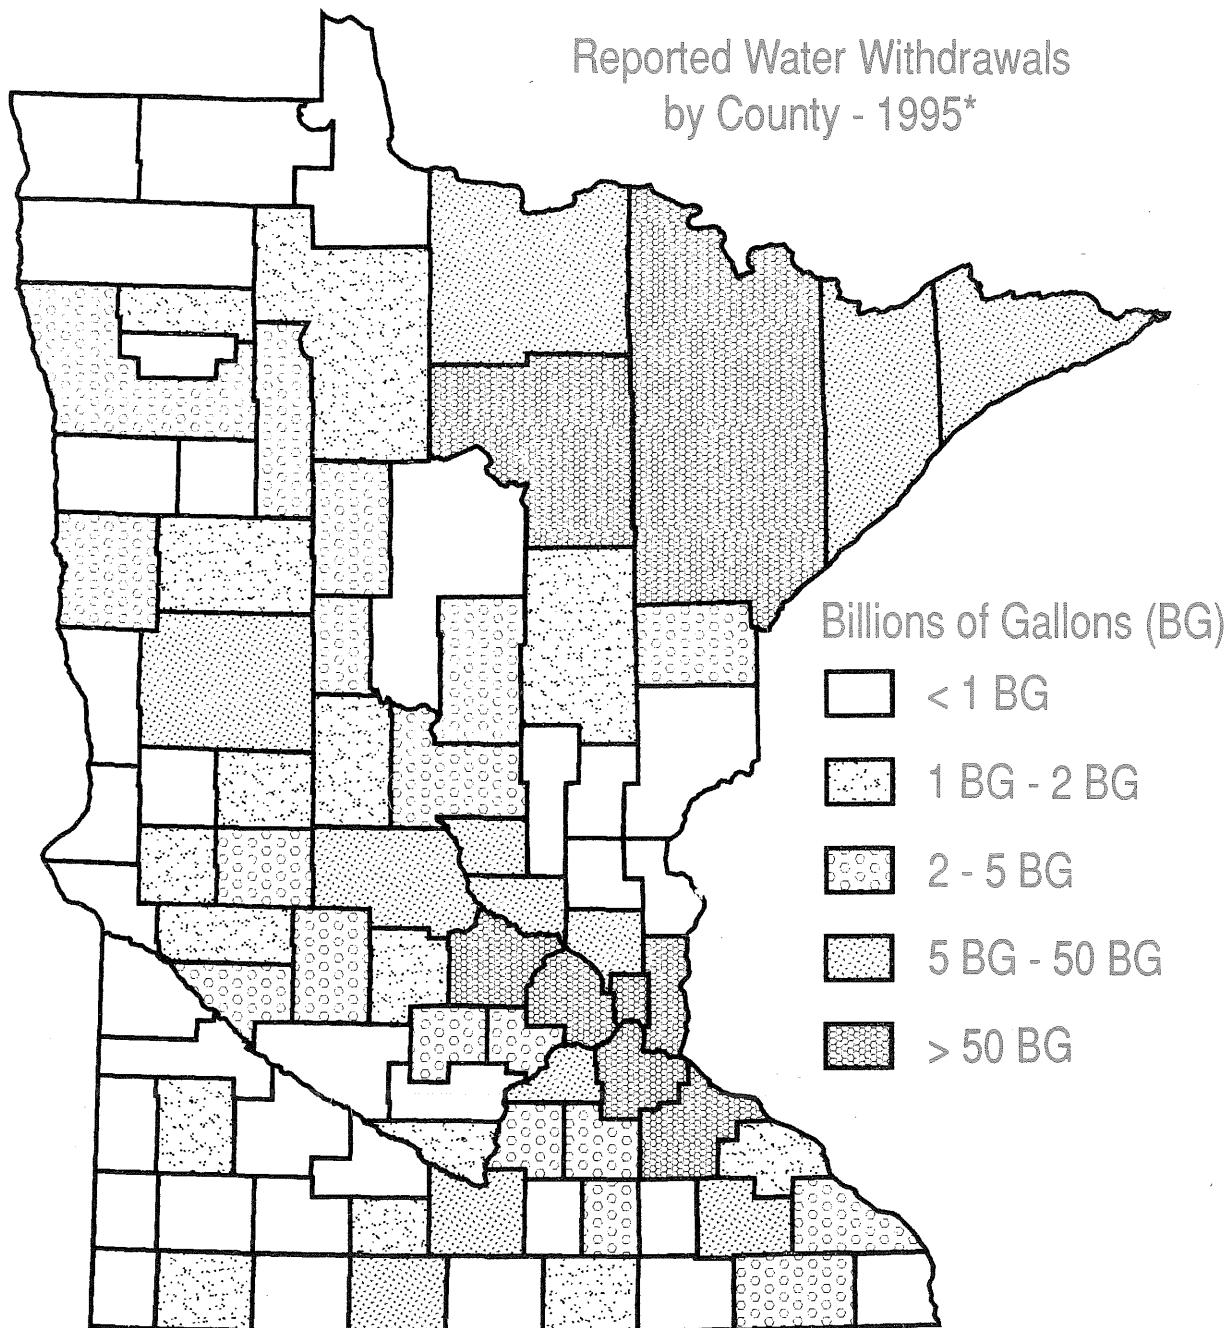 Reported Water Withdrawals
by County - 1995*
Billions of Gallons (BG)
< 1 BG
1 BG - 2 BG
2 - 5 BG
5 BG - 50 BG
> 50 BG